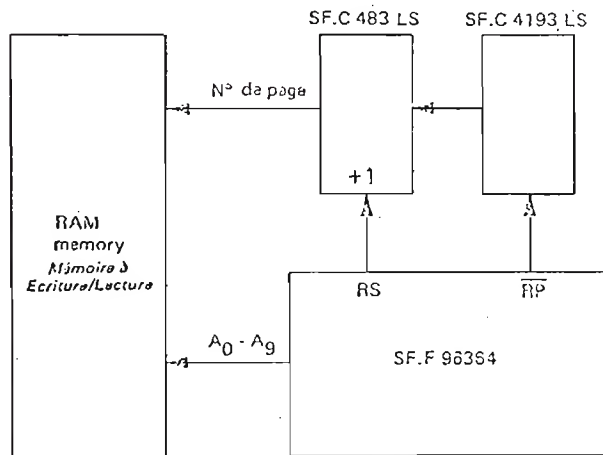 SF.C 483 LS
SF.C 4193 LS
N° de page
+1
RAM
memory
Mémoire à
Ecriture/Lecture
RS
RP
A0 - A9
SF.F 96364